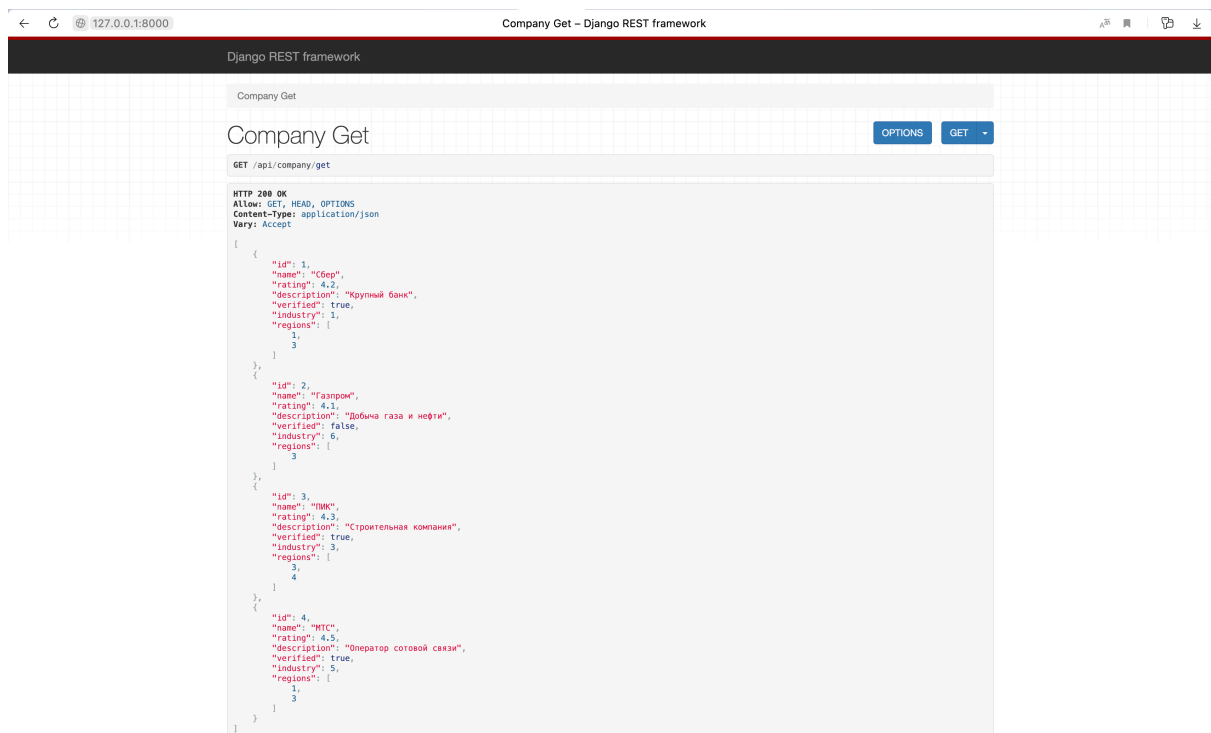 127.0.0.1:8000
Company Get – Django REST framework
Django REST framework
Company Get
Company Get
OPTIONS
GET
GET /api/company/get
HTTP 200 OK
Allow: GET, HEAD, OPTIONS
Content-Type: application/json
Vary: Accept
[
{
"id": 1,
"name": "Сбер",
"rating": 4.2,
"description": "Крупный банк",
"verified": true,
"industry": 1,
"regions": [
1,
3
]
},
{
"id": 2,
"name": "Газпром",
"rating": 4.1,
"description": "Добыча газа и нефти",
"verified": false,
"industry": 6,
"regions": [
3
]
},
{
"id": 3,
"name": "ПИК",
"rating": 4.3,
"description": "Строительная компания",
"verified": true,
"industry": 3,
"regions": [
3,
4
]
},
{
"id": 4,
"name": "МТС",
"rating": 4.5,
"description": "Оператор сотовой связи",
"verified": true,
"industry": 5,
"regions": [
1,
3
]
}
]